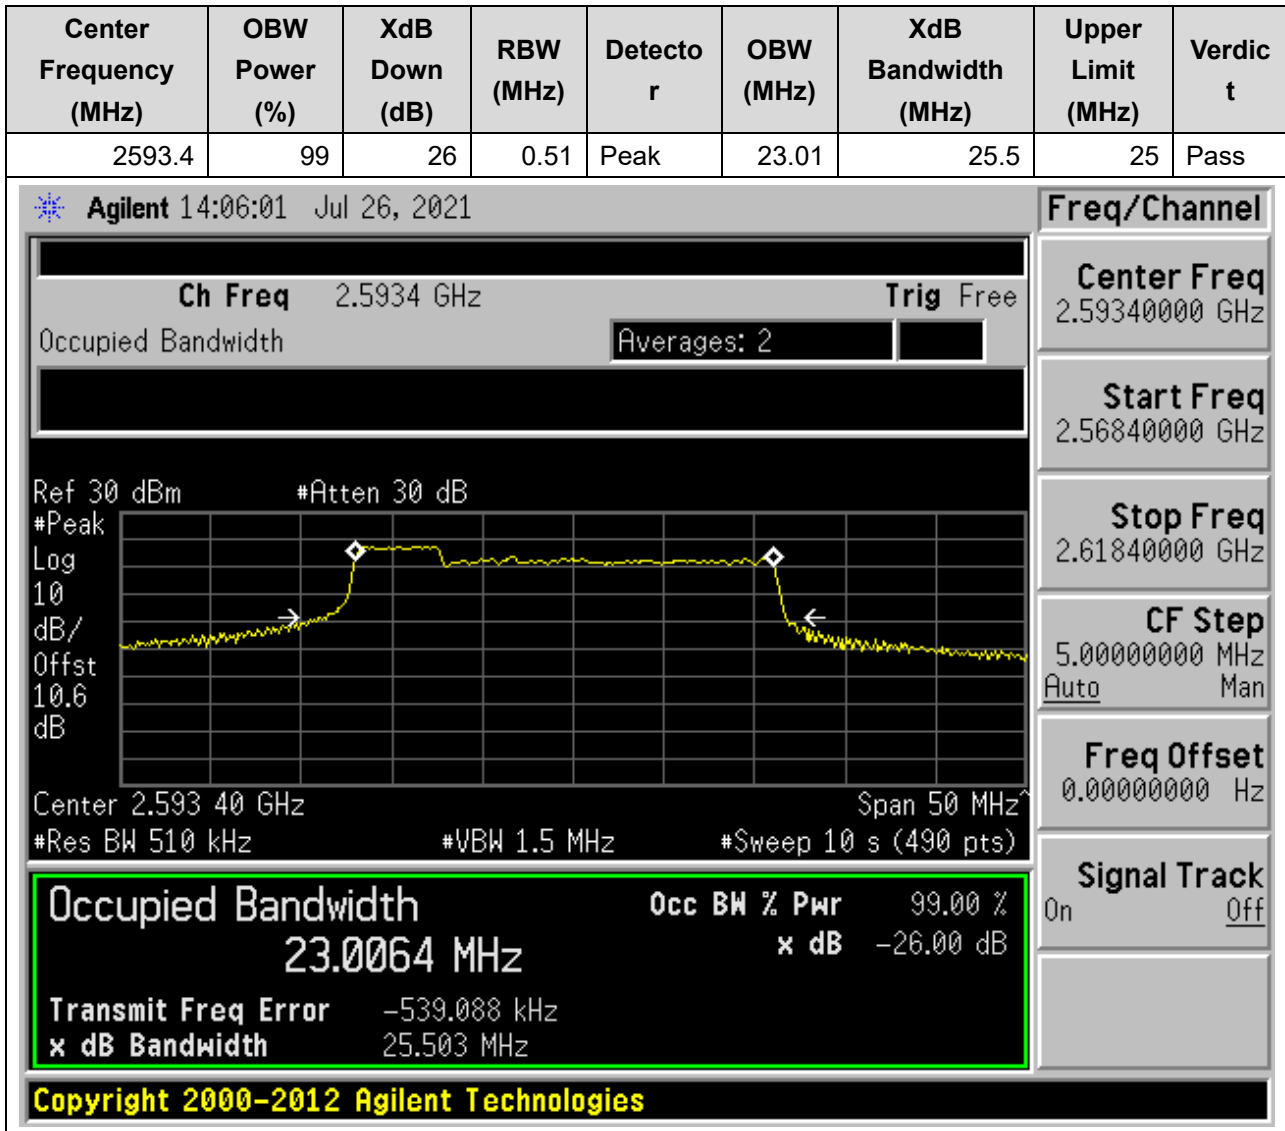 Center Frequency (MHz) OBW Power (%) XdB Down (dB) RBW (MHz) Detecto r OBW (MHz) XdB Bandwidth (MHz) Upper Limit (MHz) Verdic t
2593.4 99 26 0.51 Peak 23.01 25.5 25 Pass
Agilent 14:06:01 Jul 26, 2021
Freq/Channel
Ch Freq 2.5934 GHz Trig Free
Occupied Bandwidth Averages: 2
Ref 30 dBm #Atten 30 dB
#Peak
Log
10
dB/
Offst
10.6
dB
Center 2.593 40 GHz Span 50 MHz^
#Res BW 510 kHz #VBW 1.5 MHz #Sweep 10 s (490 pts)
Occupied Bandwidth Occ BW % Pwr 99.00 %
23.0064 MHz x dB -26.00 dB
Transmit Freq Error -539.088 kHz
x dB Bandwidth 25.503 MHz
Center Freq
2.59340000 GHz
Start Freq
2.56840000 GHz
Stop Freq
2.61840000 GHz
CF Step
5.00000000 MHz
Auto Man
Freq Offset
0.00000000 Hz
Signal Track
On Off
Copyright 2000-2012 Agilent Technologies